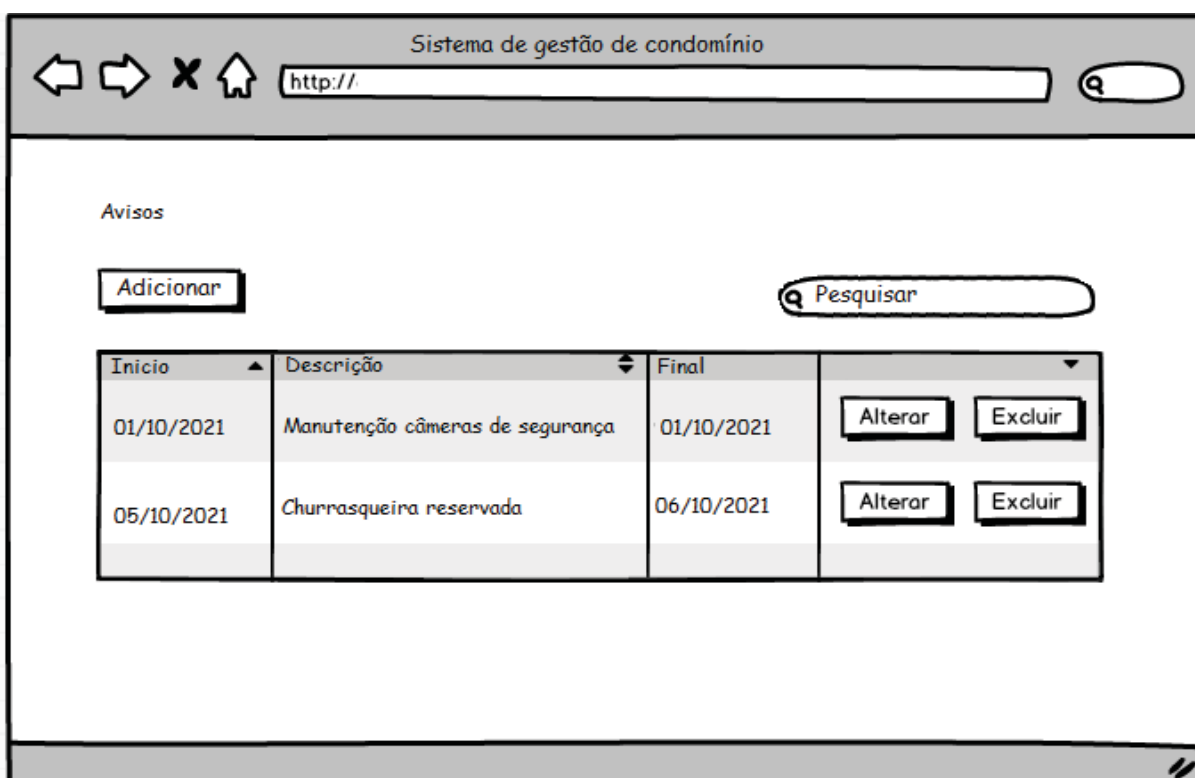 Sistema de gestão de condomínio
http://
Avisos
Adicionar
Pesquisar
Inicio Descrição Final
01/10/2021 Manutenção câmeras de segurança 01/10/2021 Alterar Excluir
05/10/2021 Churrasqueira reservada 06/10/2021 Alterar Excluir